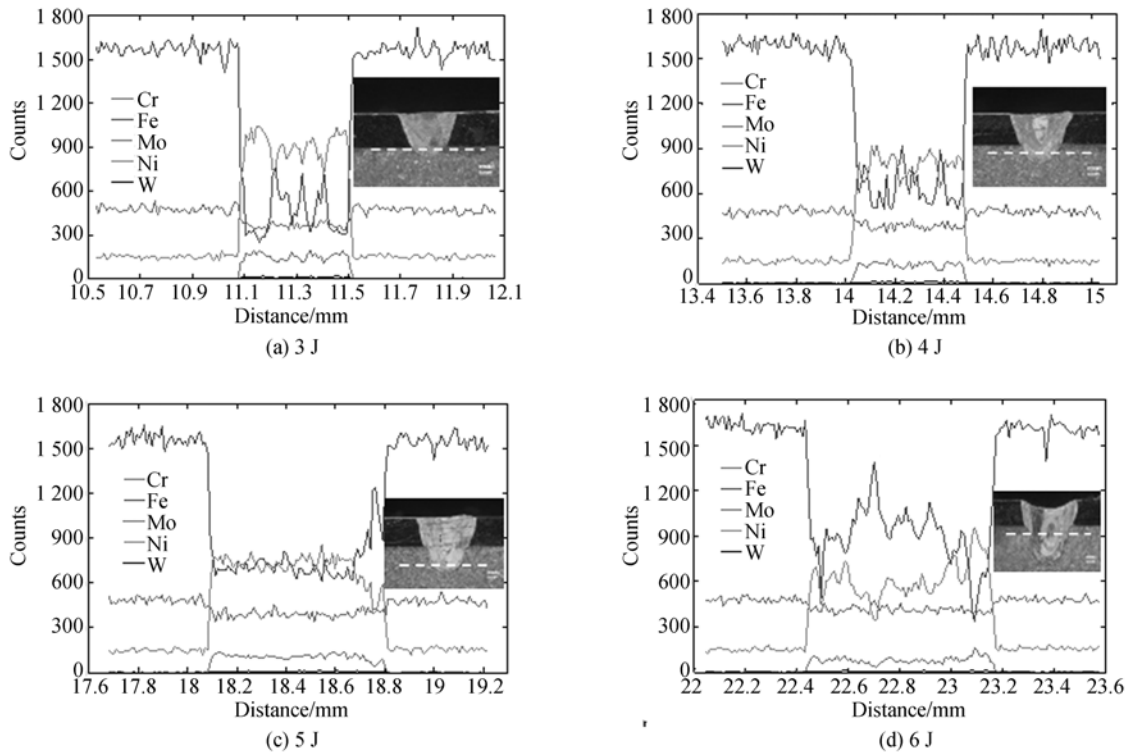 1 800
1 500
1 200
900
600
300
0
Counts
Cr
Fe
Mo
Ni
W
10.5 10.7 10.9 11.1 11.3 11.5 11.7 11.9 12.1
Distance/mm
(a) 3 J
1 800
1 500
1 200
900
600
300
0
Counts
Cr
Fe
Mo
Ni
W
13.4 13.6 13.8 14 14.2 14.4 14.6 14.8 15
Distance/mm
(b) 4 J
1 800
1 500
1 200
900
600
300
0
Counts
Cr
Fe
Mo
Ni
W
17.6 17.8 18 18.2 18.4 18.6 18.8 19 19.2
Distance/mm
(c) 5 J
1 800
1 500
1 200
900
600
300
0
Counts
Cr
Fe
Mo
Ni
W
22 22.2 22.4 22.6 22.8 23 23.2 23.4 23.6
Distance/mm
(d) 6 J